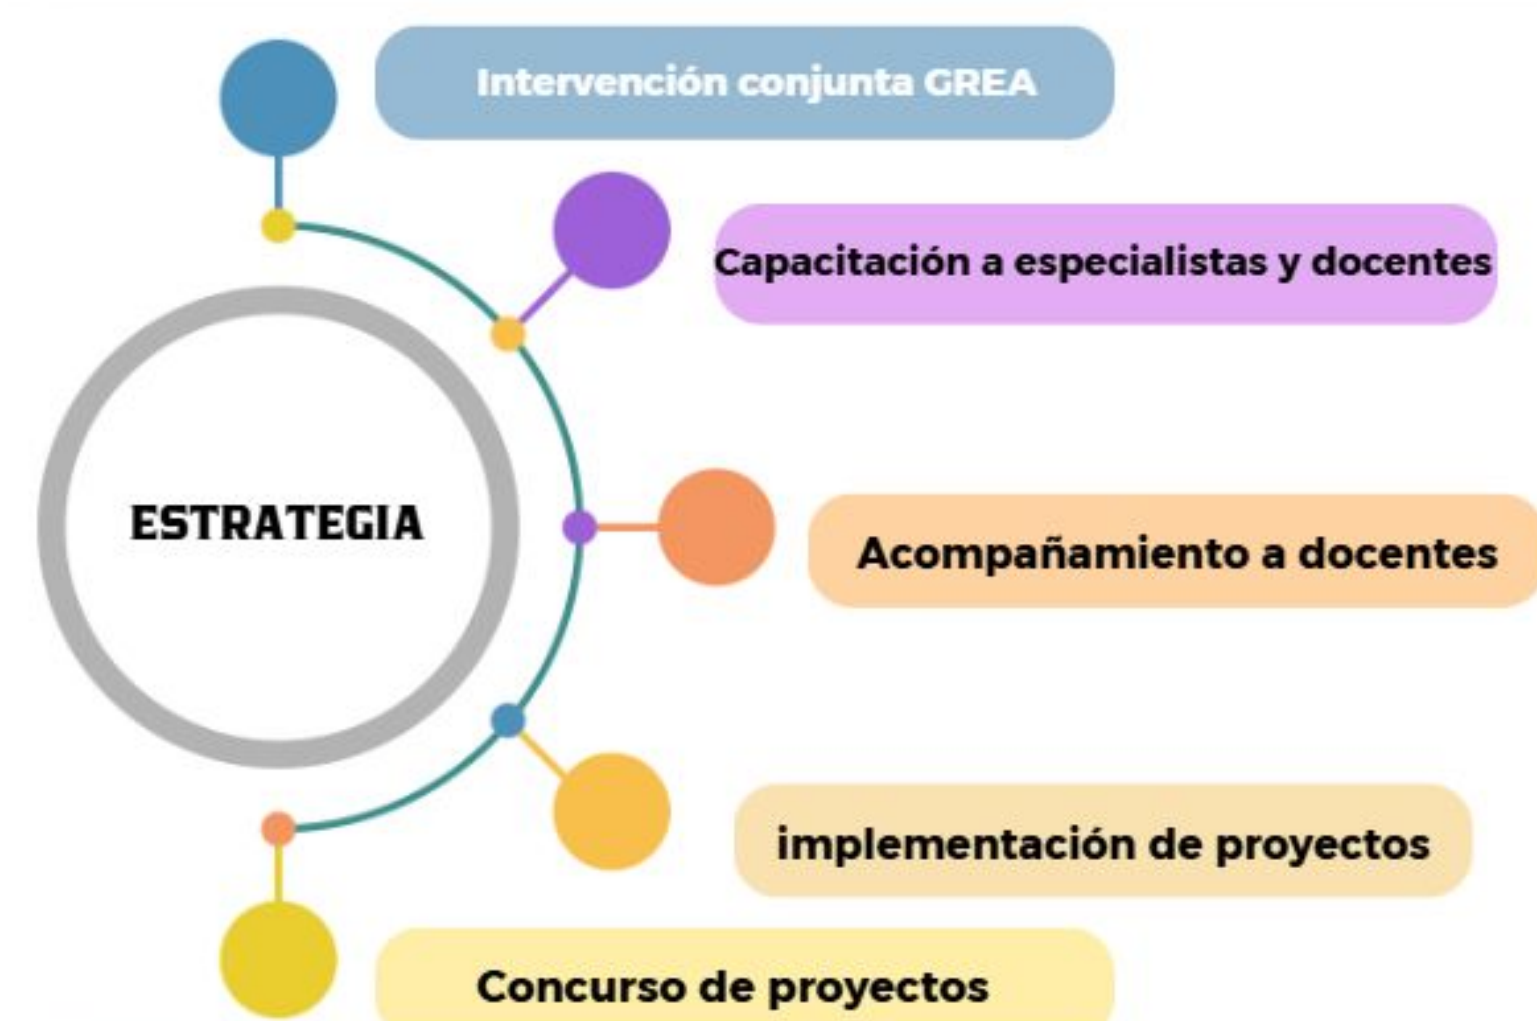 Intervención conjunta GREA
Capacitación a especialistas y docentes
ESTRATEGIA
Acompañamiento a docentes
implementación de proyectos
Concurso de proyectos